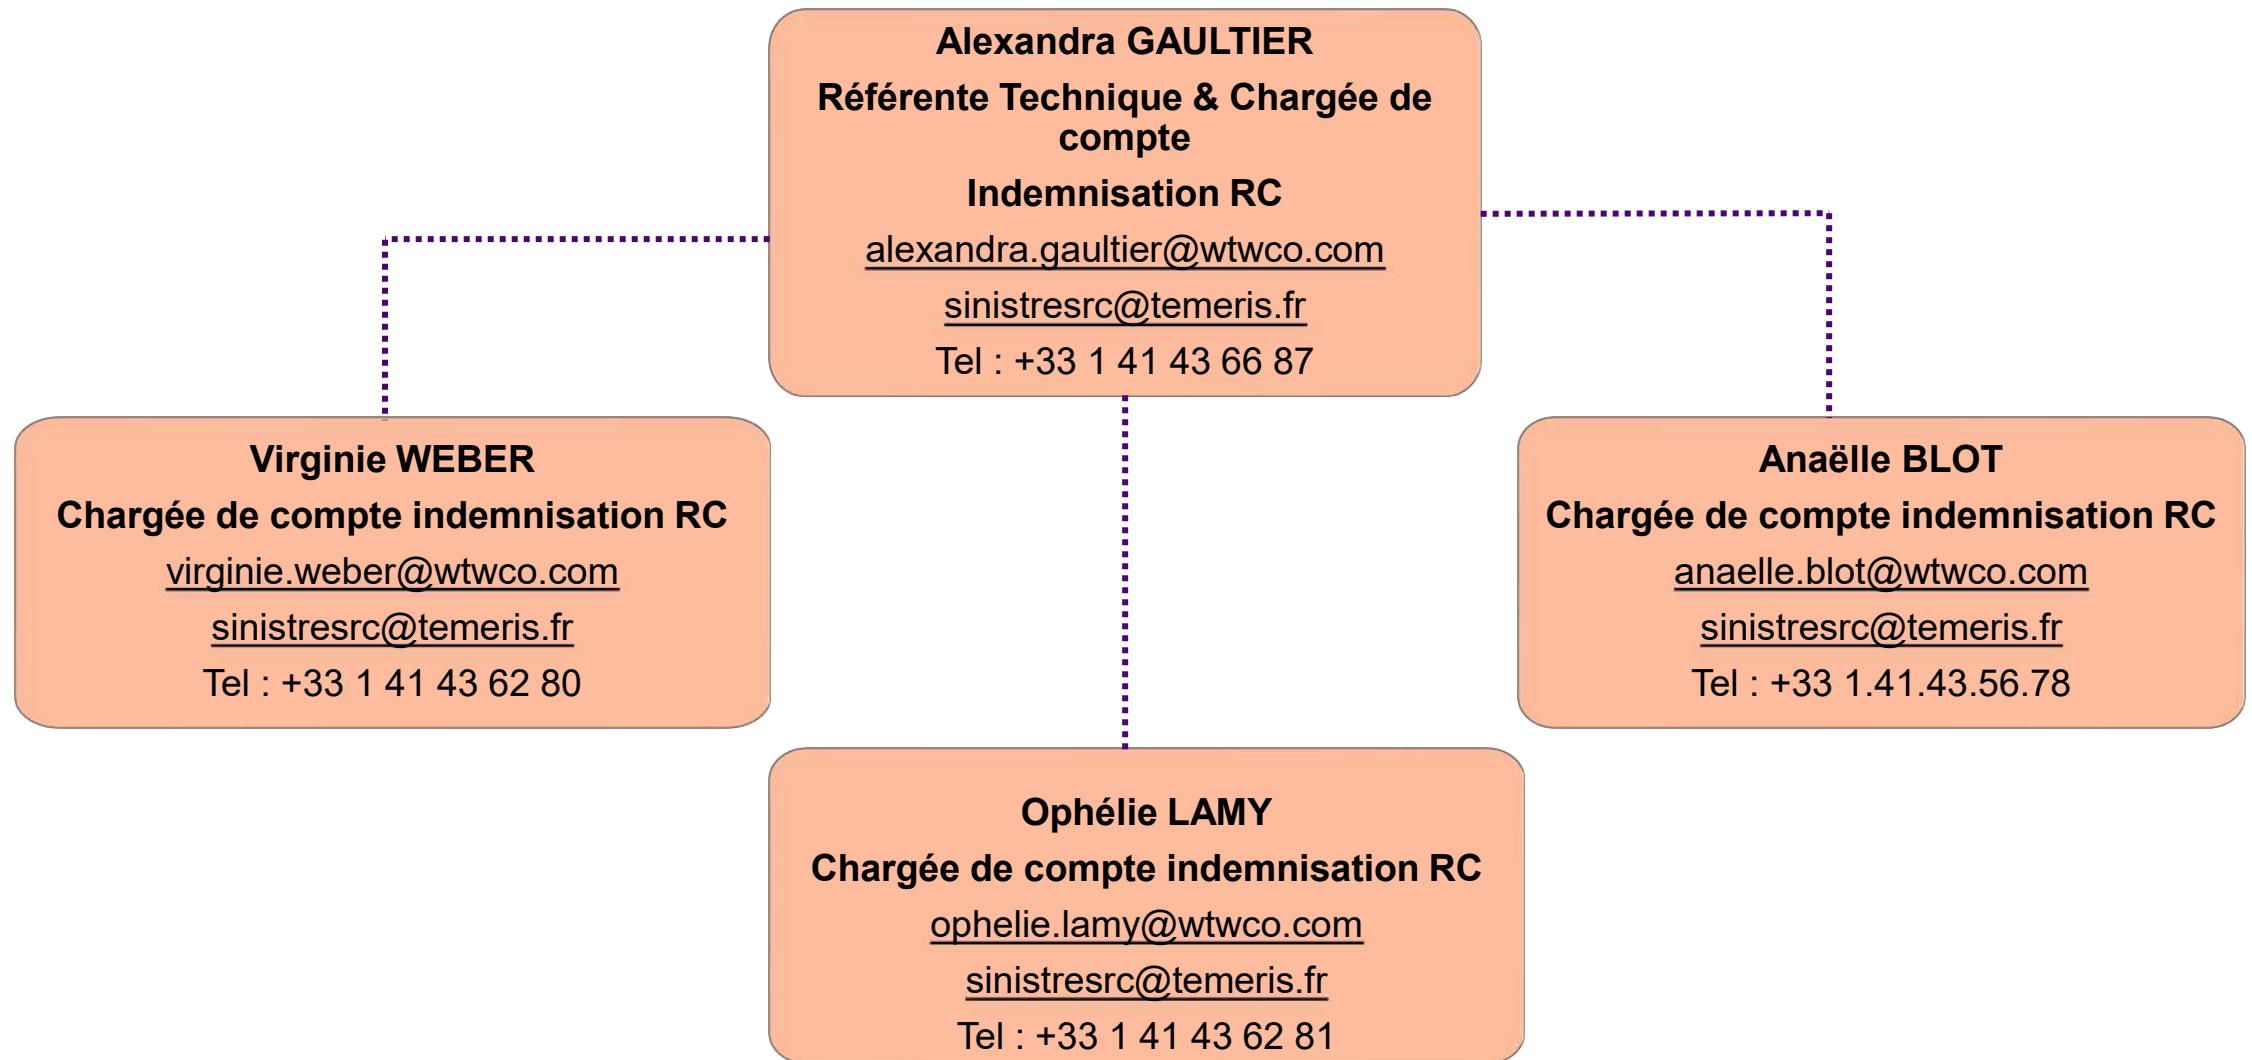 Alexandra GAULTIER
Référente Technique & Chargée de
compte
Indemnisation RC
alexandra.gaultier@wtwco.com
sinistresrc@temeris.fr
Tel : +33 1 41 43 66 87
Virginie WEBER
Chargée de compte indemnisation RC
virginie.weber@wtwco.com
sinistresrc@temeris.fr
Tel : +33 1 41 43 62 80
Anaëlle BLOT
Chargée de compte indemnisation RC
anaelle.blot@wtwco.com
sinistresrc@temeris.fr
Tel : +33 1.41.43.56.78
Ophélie LAMY
Chargée de compte indemnisation RC
ophelie.lamy@wtwco.com
sinistresrc@temeris.fr
Tel : +33 1 41 43 62 81